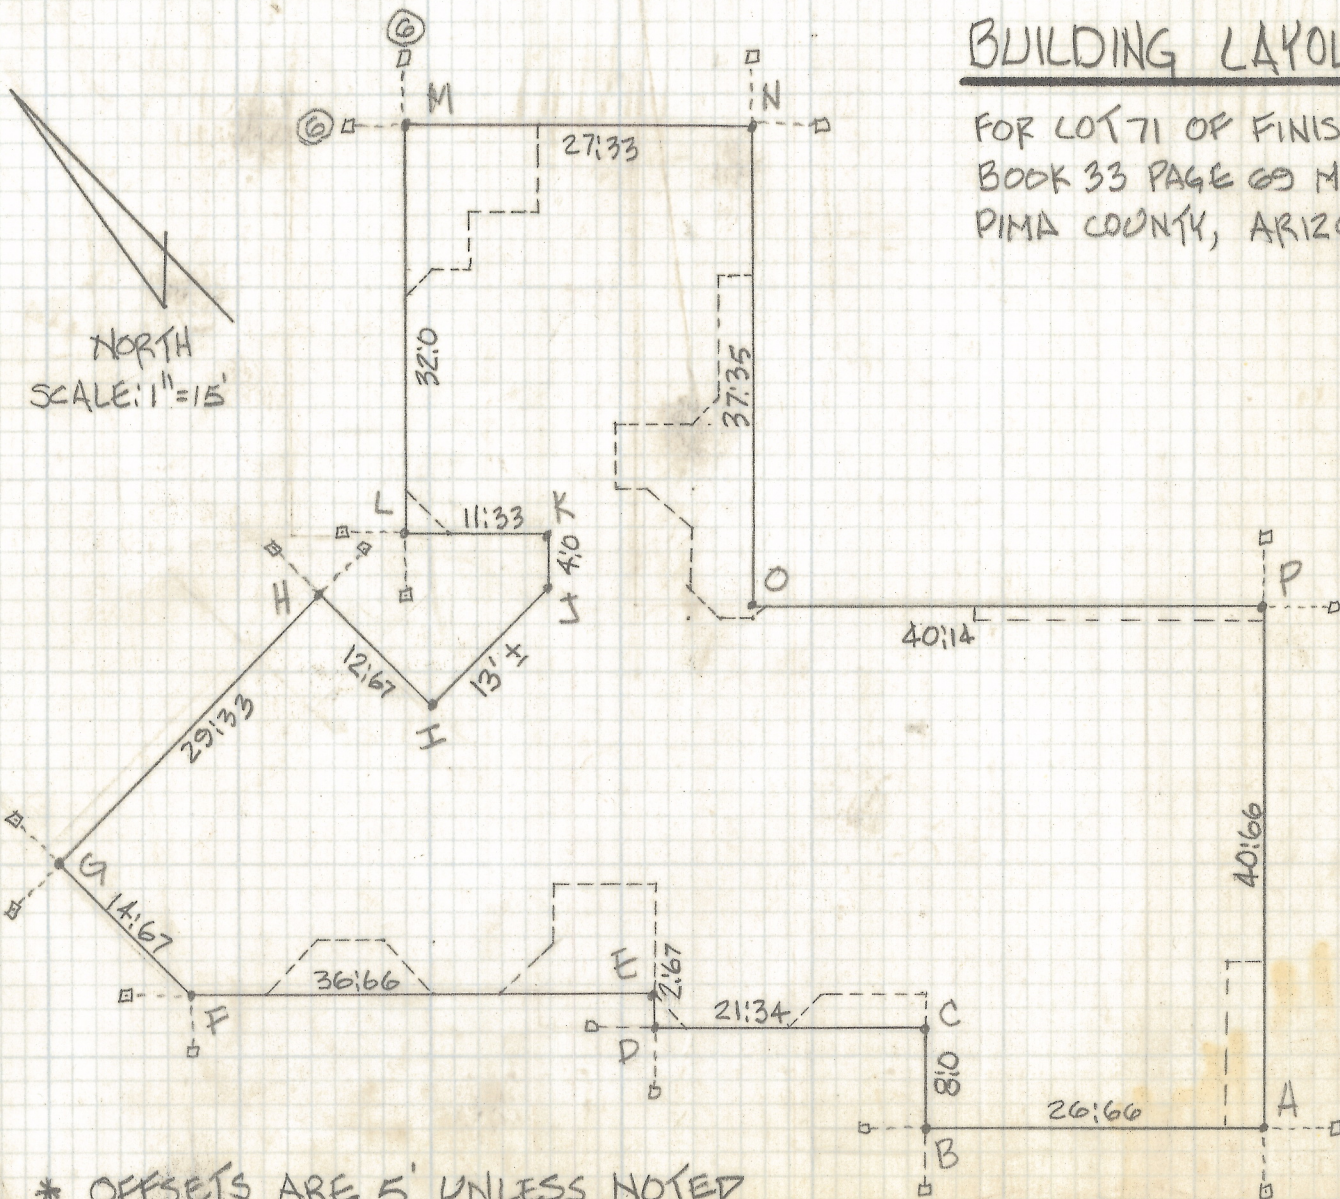 BUILDING LAYOU
FOR LOT 71 OF FINIS
BOOK 33 PAGE 69 M
PIMA COUNTY, ARIZO
6
6
M
N
27.33
NORTH
SCALE: 1"=15'
32.0
37.35
L
11.33
K
4.0
J
H
12.67
13' ±
I
O
40.14
P
29.33
G
14.67
40.66
36.66
E
2.67
F
D
21.34
C
8.0
26.66
A
B
* OFFSETS ARE 5' UNLESS NOTED